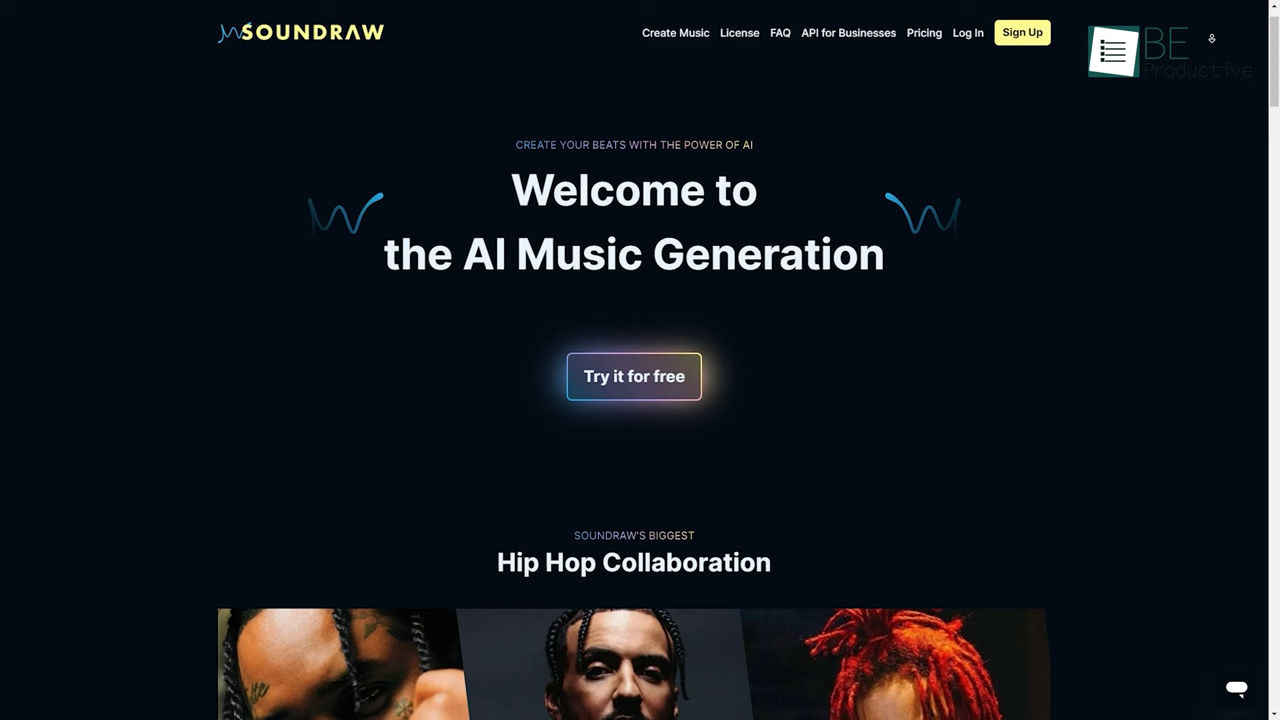 SOUNDRAW
Create Music License FAQ API for Businesses Pricing Log In Sign Up
BE
Productive
CREATE YOUR BEATS WITH THE POWER OF AI
Welcome to
the AI Music Generation
Try it for free
SOUNDRAW'S BIGGEST
Hip Hop Collaboration